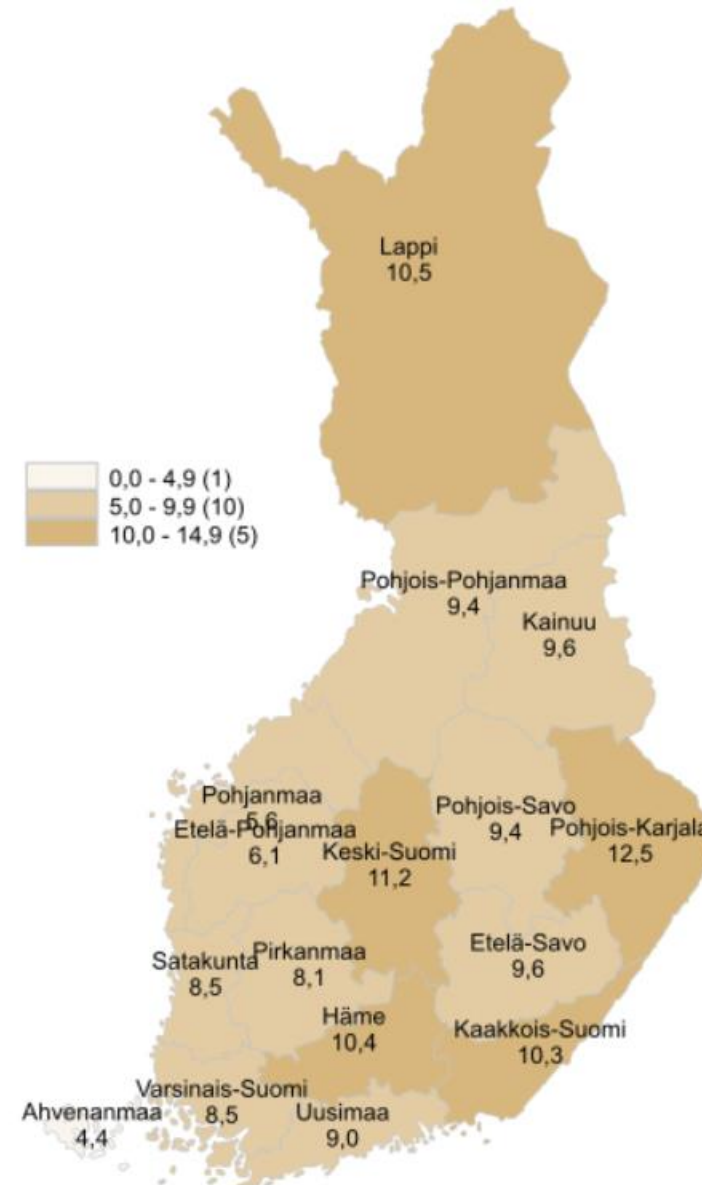 Lappi
10,5
0,0 - 4,9 (1)
5,0 - 9,9 (10)
10,0 - 14,9 (5)
Pohjois-Pohjanmaa
9,4
Kainuu
9,6
Pohjanmaa
5,6
Etelä-Pohjanmaa
6,1
Keski-Suomi
11,2
Pohjois-Savo
9,4
Pohjois-Karjala
12,5
Satakunta
8,5
Pirkanmaa
8,1
Etelä-Savo
9,6
Häme
10,4
Kaakkois-Suomi
10,3
Ahvenanmaa
4,4
Varsinais-Suomi
8,5
Uusimaa
9,0